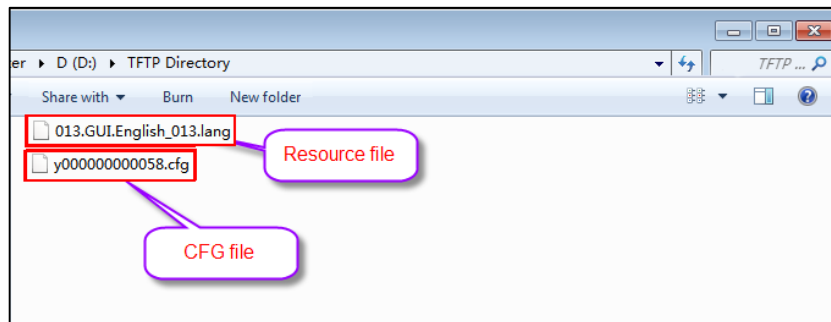 er ▸ D (D:) ▸ TFTP Directory
TFTP ...
Share with Burn New folder
013.GUI.English_013.lang
Resource file
y000000000058.cfg
CFG file